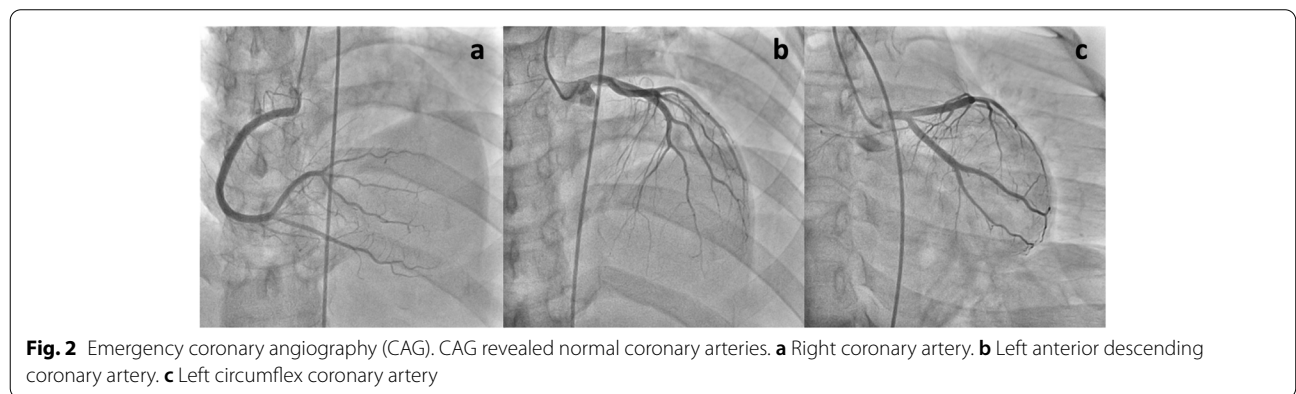 a b c
Fig. 2 Emergency coronary angiography (CAG). CAG revealed normal coronary arteries. a Right coronary artery. b Left anterior descending
coronary artery. c Left circumflex coronary artery